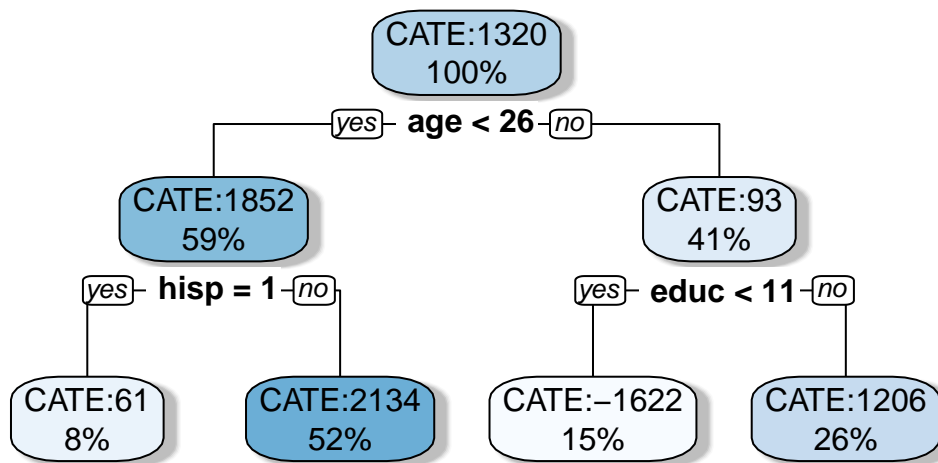 CATE:1320
100%
yes age < 26 no
CATE:1852
59%
CATE:93
41%
yes hisp = 1 no
yes educ < 11 no
CATE:61
8%
CATE:2134
52%
CATE:−1622
15%
CATE:1206
26%